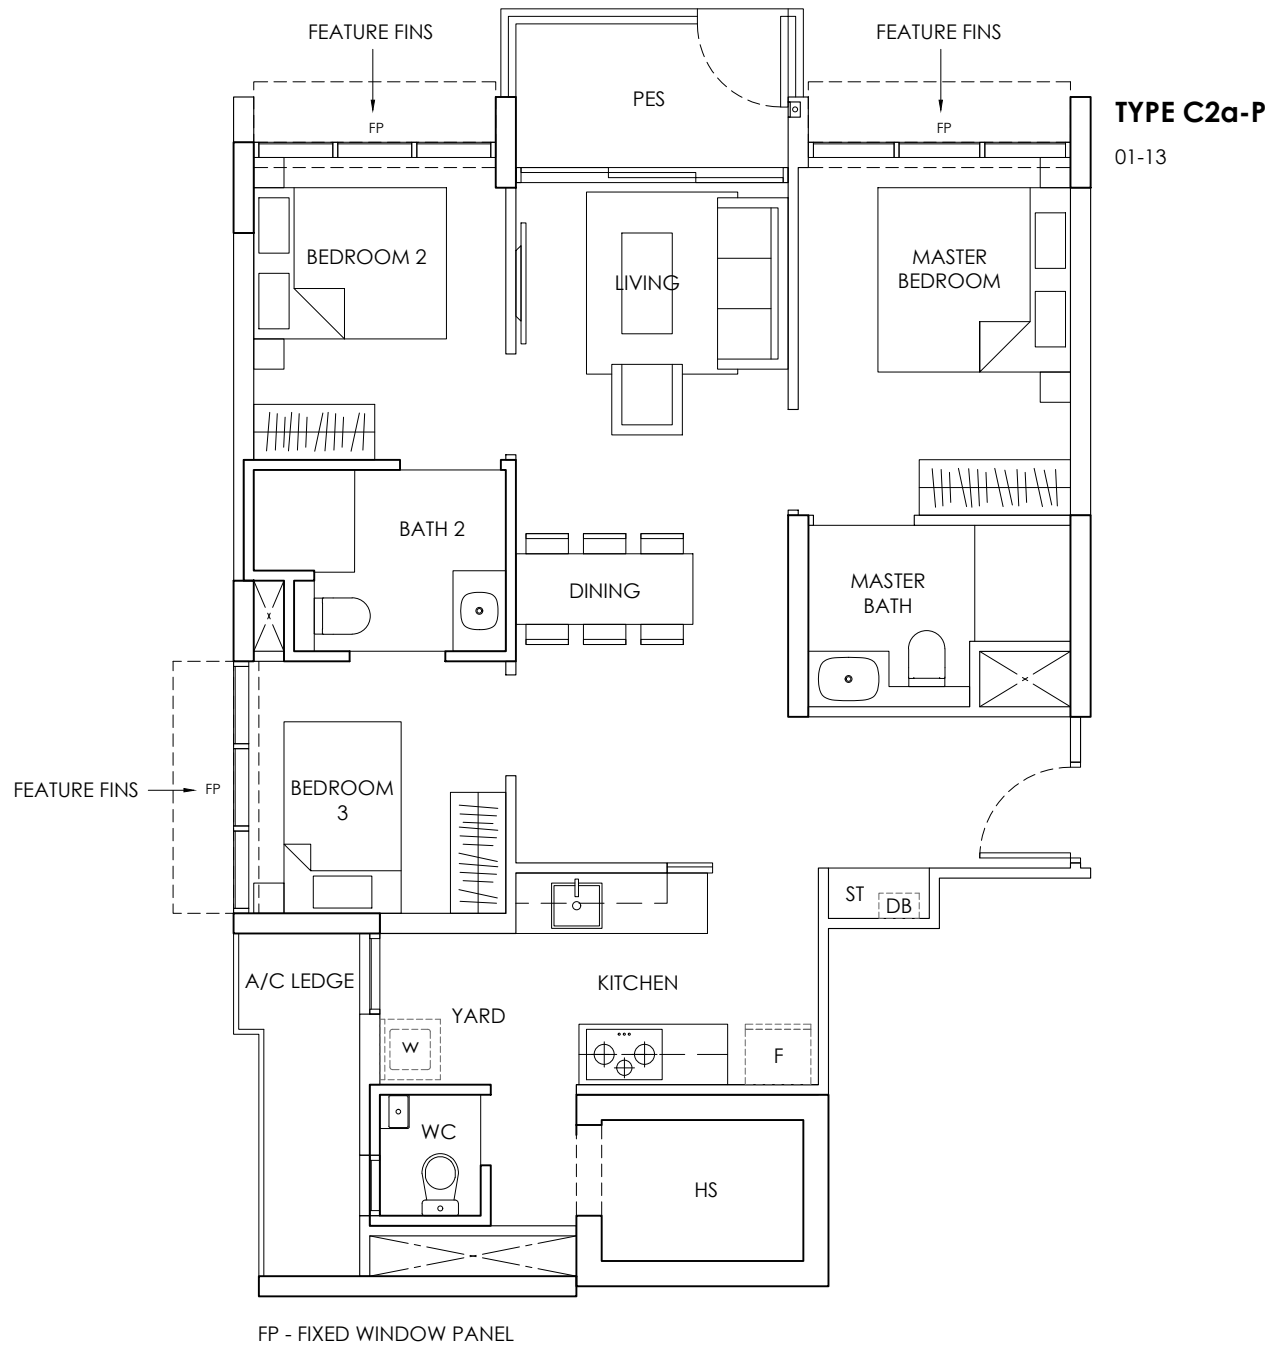 FEATURE FINS
FEATURE FINS
PES
FP
FP
TYPE C2a-P
01-13
BEDROOM 2
LIVING
MASTER
BEDROOM
BATH 2
DINING
MASTER
BATH
FEATURE FINS
FP
BEDROOM
3
ST
DB
A/C LEDGE
KITCHEN
YARD
W
F
WC
HS
FP - FIXED WINDOW PANEL